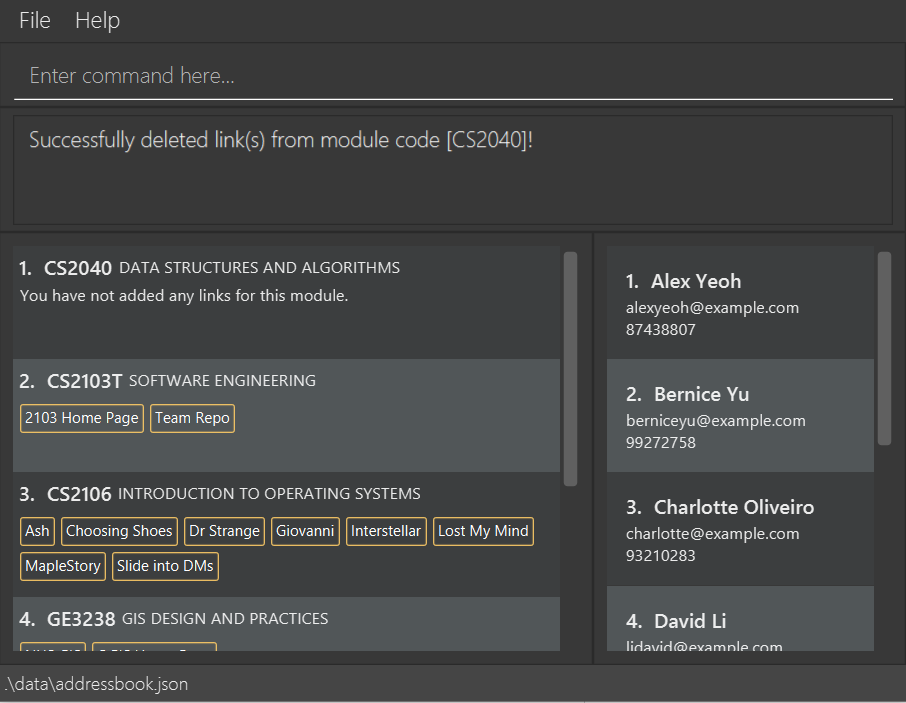 File Help
Enter command here...
Successfully deleted link(s) from module code [CS2040]!
1. CS2040 DATA STRUCTURES AND ALGORITHMS
You have not added any links for this module.
2. CS2103T SOFTWARE ENGINEERING
2103 Home Page Team Repo
3. CS2106 INTRODUCTION TO OPERATING SYSTEMS
Ash Choosing Shoes Dr Strange Giovanni Interstellar Lost My Mind
MapleStory Slide into DMs
4. GE3238 GIS DESIGN AND PRACTICES
1. Alex Yeoh
alexyeoh@example.com
87438807
2. Bernice Yu
berniceyu@example.com
99272758
3. Charlotte Oliveiro
charlotte@example.com
93210283
4. David Li
lidavid@example.com
.\data\addressbook.json